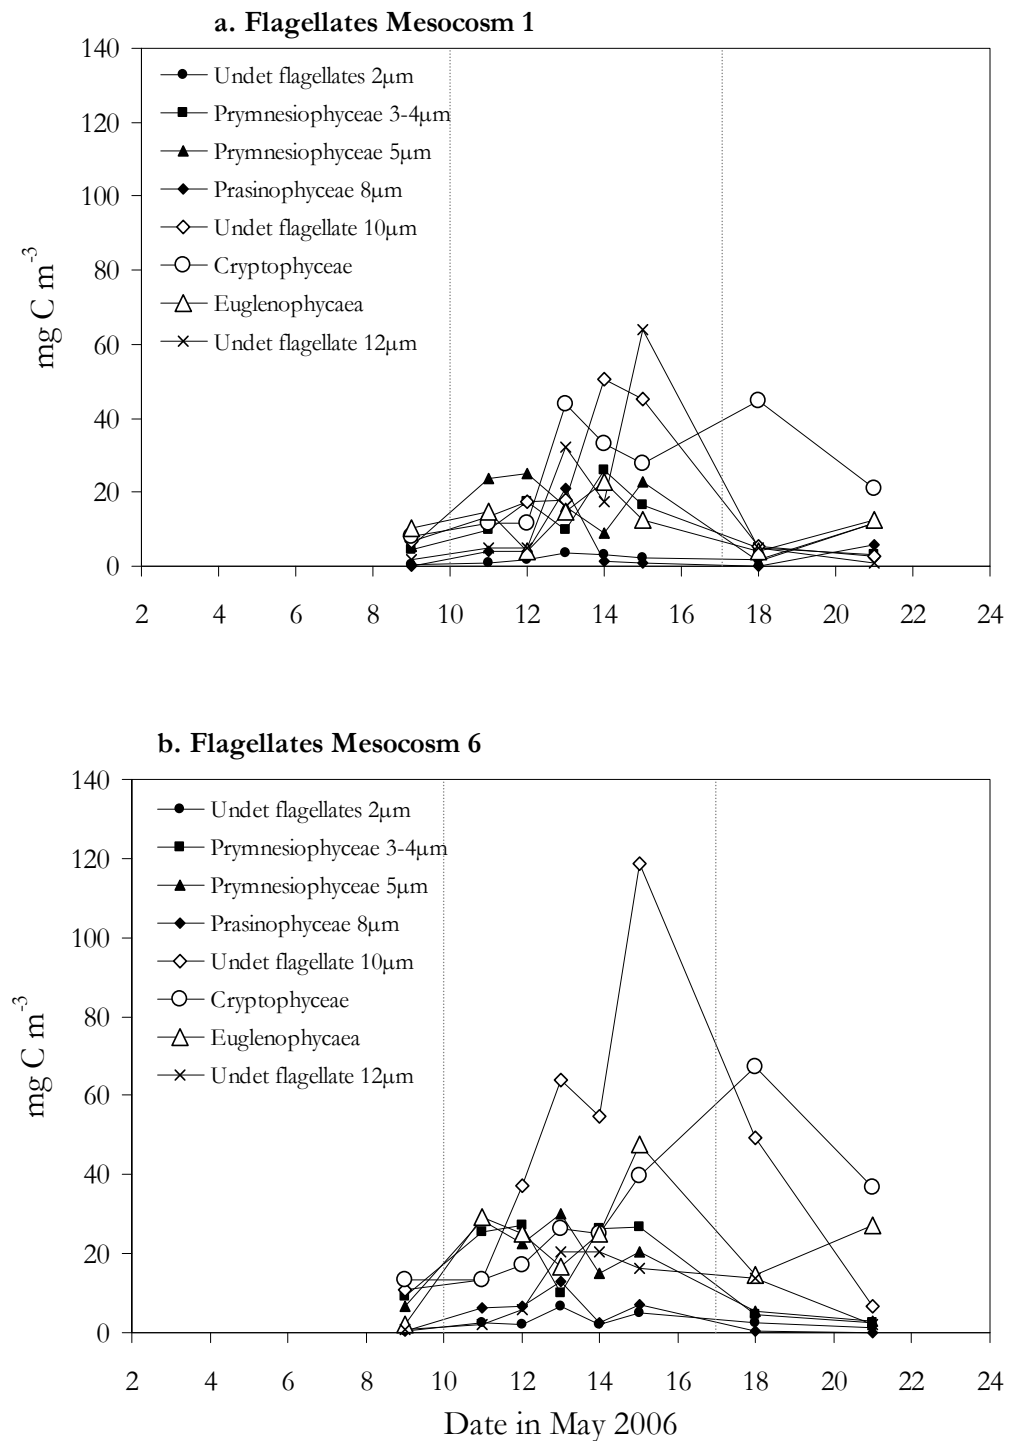 a. Flagellates Mesocosm 1
140
120
100
80
60
40
20
0
mg C m-3
Undet flagellates 2µm
Prymnesiophyceae 3-4µm
Prymnesiophyceae 5µm
Prasinophyceae 8µm
Undet flagellate 10µm
Cryptophyceae
Euglenophycaea
Undet flagellate 12µm
2 4 6 8 10 12 14 16 18 20 22 24
b. Flagellates Mesocosm 6
140
120
100
80
60
40
20
0
mg C m-3
Undet flagellates 2µm
Prymnesiophyceae 3-4µm
Prymnesiophyceae 5µm
Prasinophyceae 8µm
Undet flagellate 10µm
Cryptophyceae
Euglenophycaea
Undet flagellate 12µm
2 4 6 8 10 12 14 16 18 20 22 24
Date in May 2006